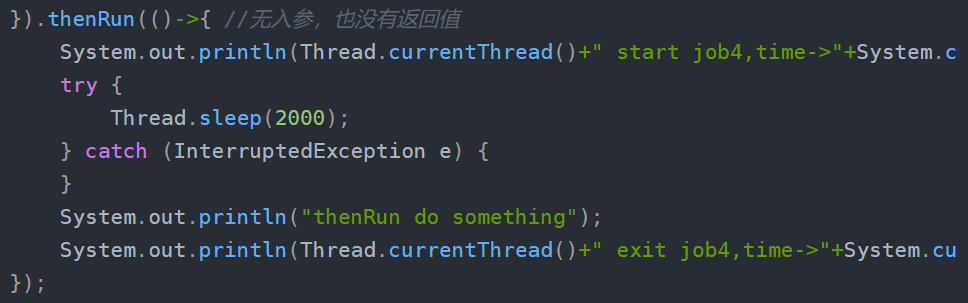 }).thenRun(()->{ //无入参，也没有返回值
    System.out.println(Thread.currentThread()+" start job4,time->"+System.c
    try {
        Thread.sleep(2000);
    } catch (InterruptedException e) {
    }
    System.out.println("thenRun do something");
    System.out.println(Thread.currentThread()+" exit job4,time->"+System.cu
});